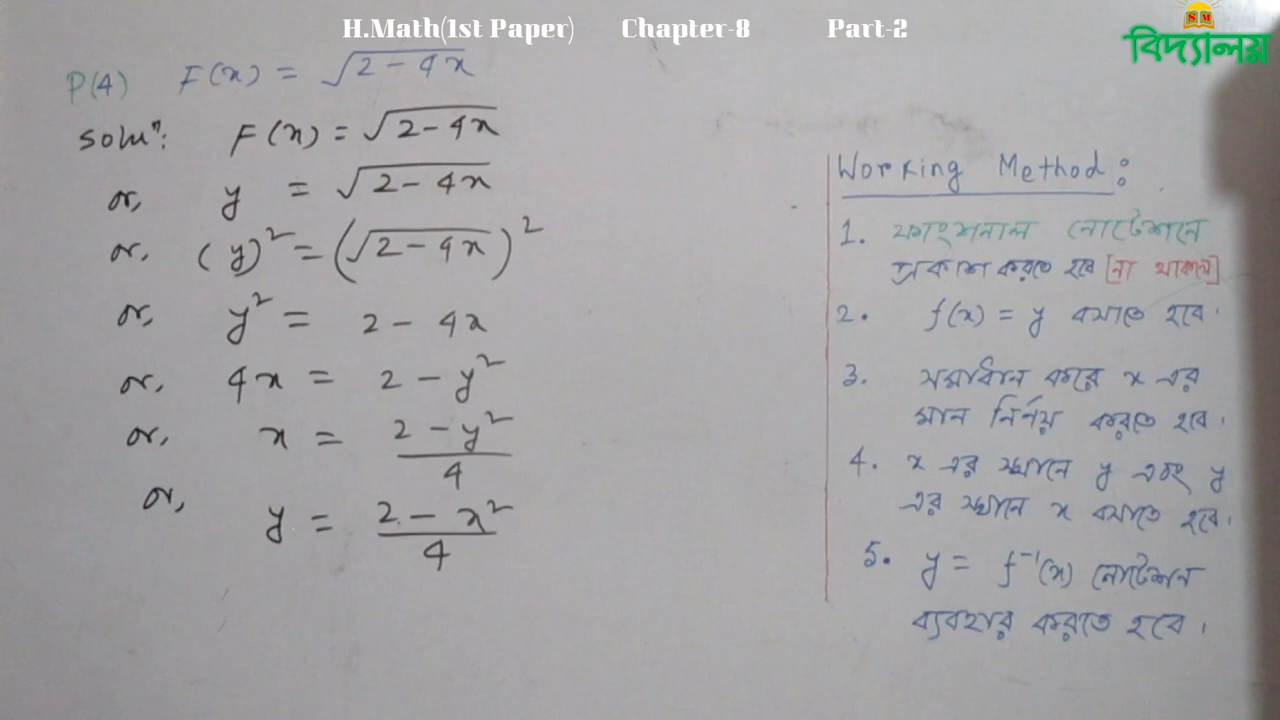 H.Math(1st Paper) Chapter-8 Part-2
SM
বিদ্যালয়
P(4) F(x) = √2-4x
Solnⁿ: F(x) = √2-4x
or, y = √2-4x
or, (y)² = (√2-4x)²
or, y² = 2-4x
or, 4x = 2-y²
or, x = 2-y²/4
or, y = 2-x²/4
Working Method:
1. ফাংশনাল নোটেশনে
প্রকাশ করতে হবে [না থাকলে]
2. f(x) = y বসাতে হবে।
3. সমাধান করে x এর
মান নির্ণয় করতে হবে।
4. x এর স্থানে y এবং y
এর স্থানে x বসাতে হবে।
5. y = f⁻¹(x) নোটেশন
ব্যবহার করতে হবে।